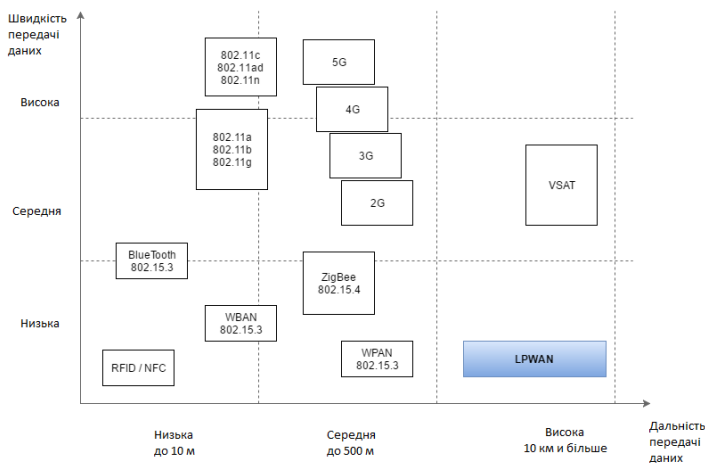 Швидкість
передачі
даних
802.11c
802.11ad
802.11n
5G
Висока
4G
802.11a
802.11b
802.11g
3G
VSAT
2G
Середня
BlueTooth
802.15.3
ZigBee
802.15.4
WBAN
802.15.3
Низька
WPAN
802.15.3
LPWAN
RFID / NFC
Низька
до 10 м
Середня
до 500 м
Висока
10 км и більше
Дальність
передачі
даних